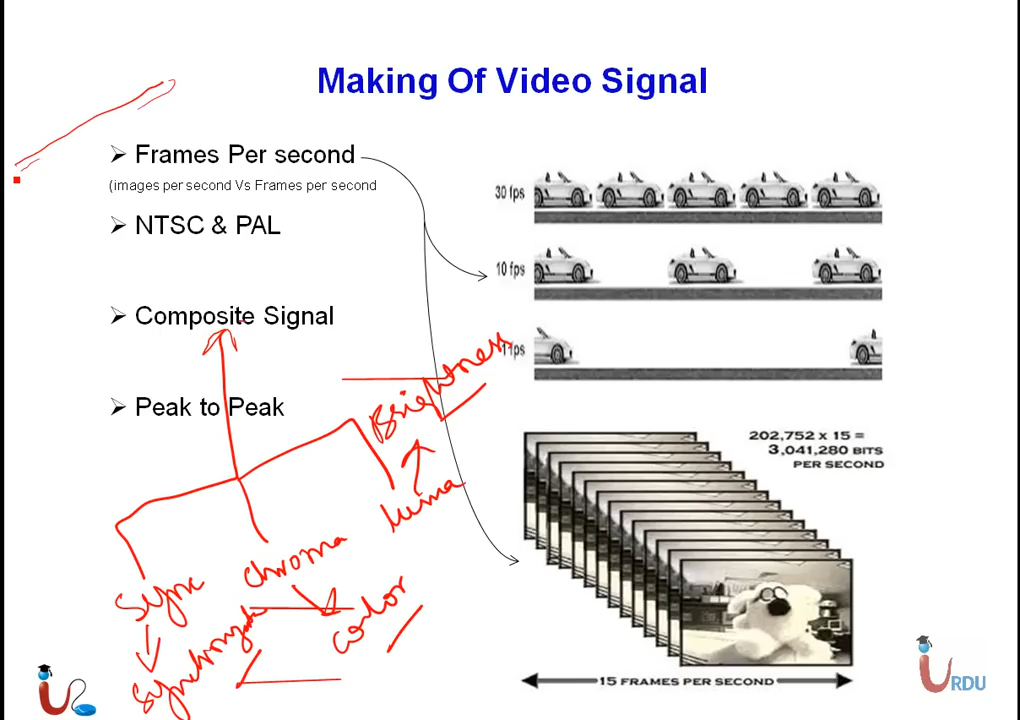 Making Of Video Signal
Frames Per second
(images per second Vs Frames per second
NTSC & PAL
Composite Signal
Peak to Peak
30 fps
10 fps
1 fps
202,752 x 15 =
3,041,280 BITS
PER SECOND
15 FRAMES PER SECOND
Brightness
luma
chroma
color
Sync
URDU